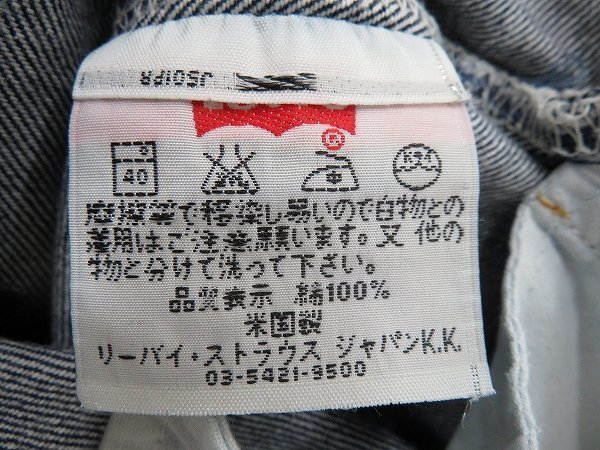 J501PR
40
ドライ
摩擦等で移染し易いので白物との
着用はご注意願います。又 他の
物と分けて洗って下さい。
品質表示 綿100%
米国製
リーバイ・ストラウス ジャパンK.K.
03-5421-9500